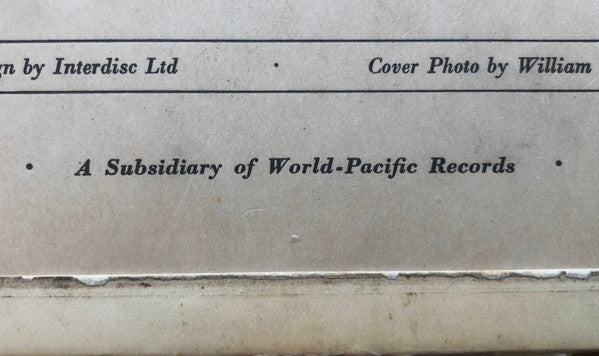 gn by Interdisc Ltd • Cover Photo by William
• A Subsidiary of World-Pacific Records •